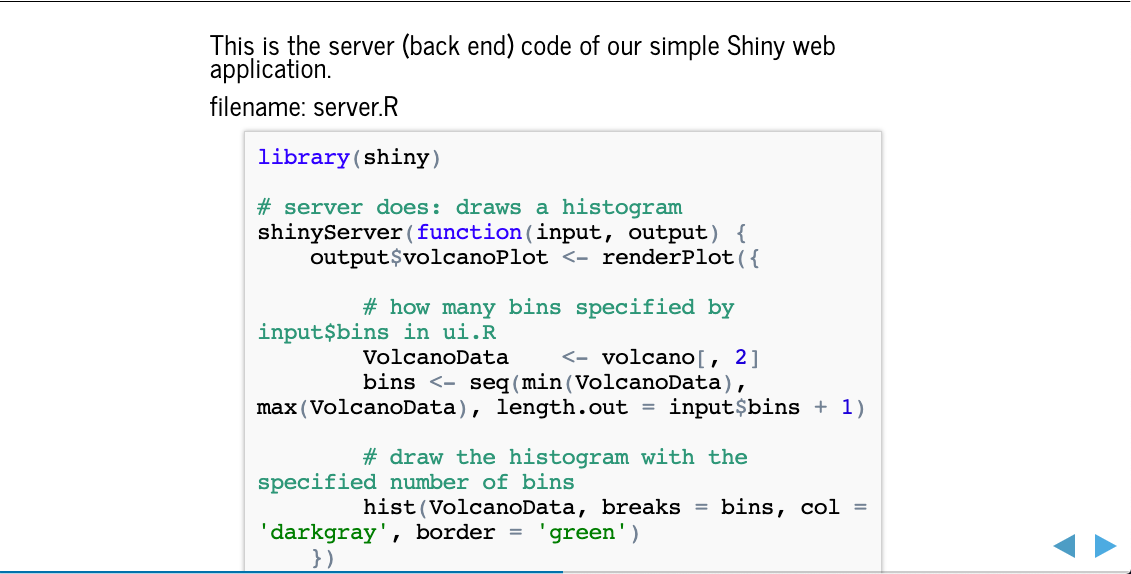 This is the server (back end) code of our simple Shiny web
application.
filename: server.R
library(shiny)
# server does: draws a histogram
shinyServer(function(input, output) {
    output$volcanoPlot <- renderPlot({
        # how many bins specified by
input$bins in ui.R
        VolcanoData    <- volcano[, 2]
        bins <- seq(min(VolcanoData),
max(VolcanoData), length.out = input$bins + 1)
        # draw the histogram with the
specified number of bins
        hist(VolcanoData, breaks = bins, col =
'darkgray', border = 'green')
    })